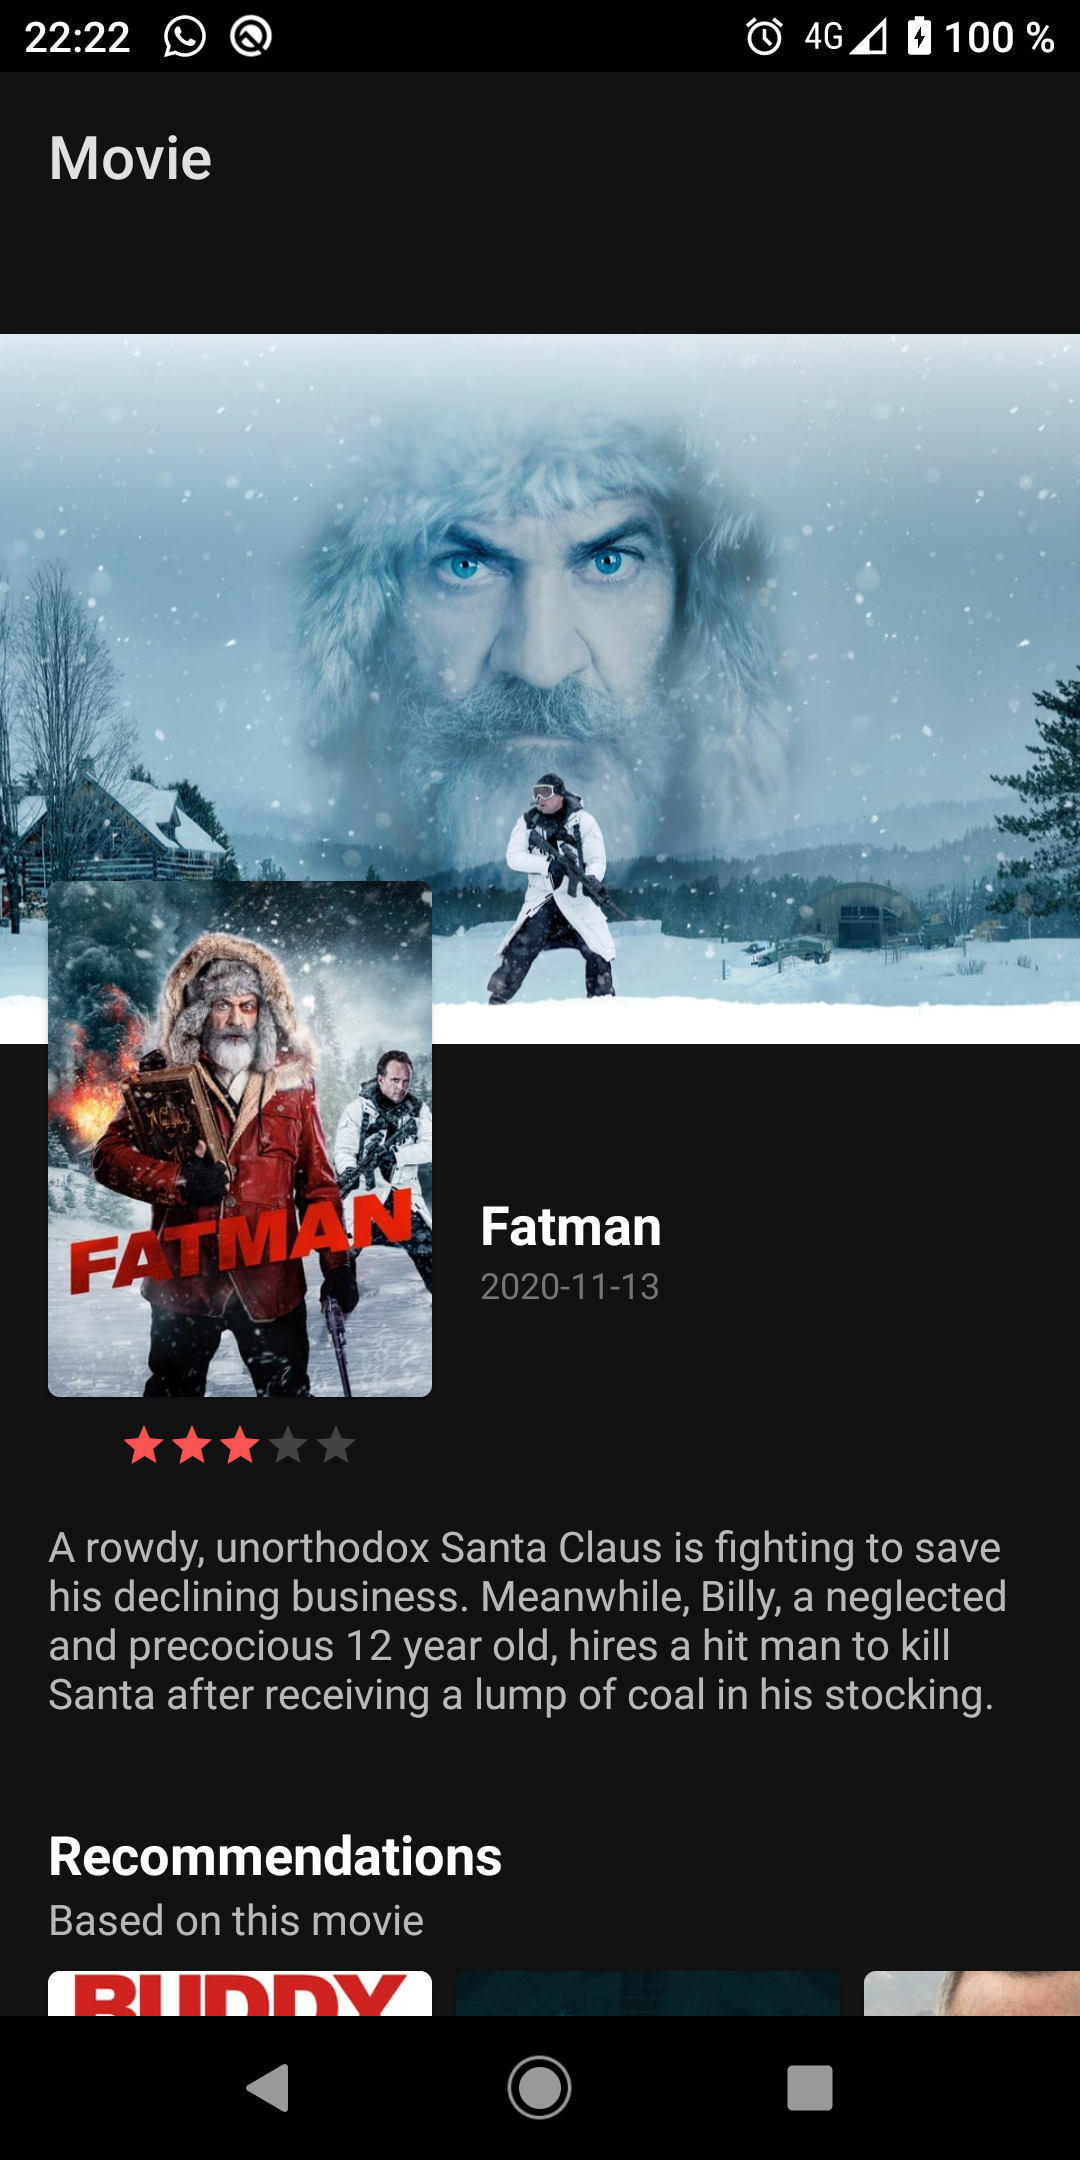 22:22
4G
100 %
Movie
FATMAN
Fatman
2020-11-13
A rowdy, unorthodox Santa Claus is fighting to save
his declining business. Meanwhile, Billy, a neglected
and precocious 12 year old, hires a hit man to kill
Santa after receiving a lump of coal in his stocking.
Recommendations
Based on this movie
BUDDY